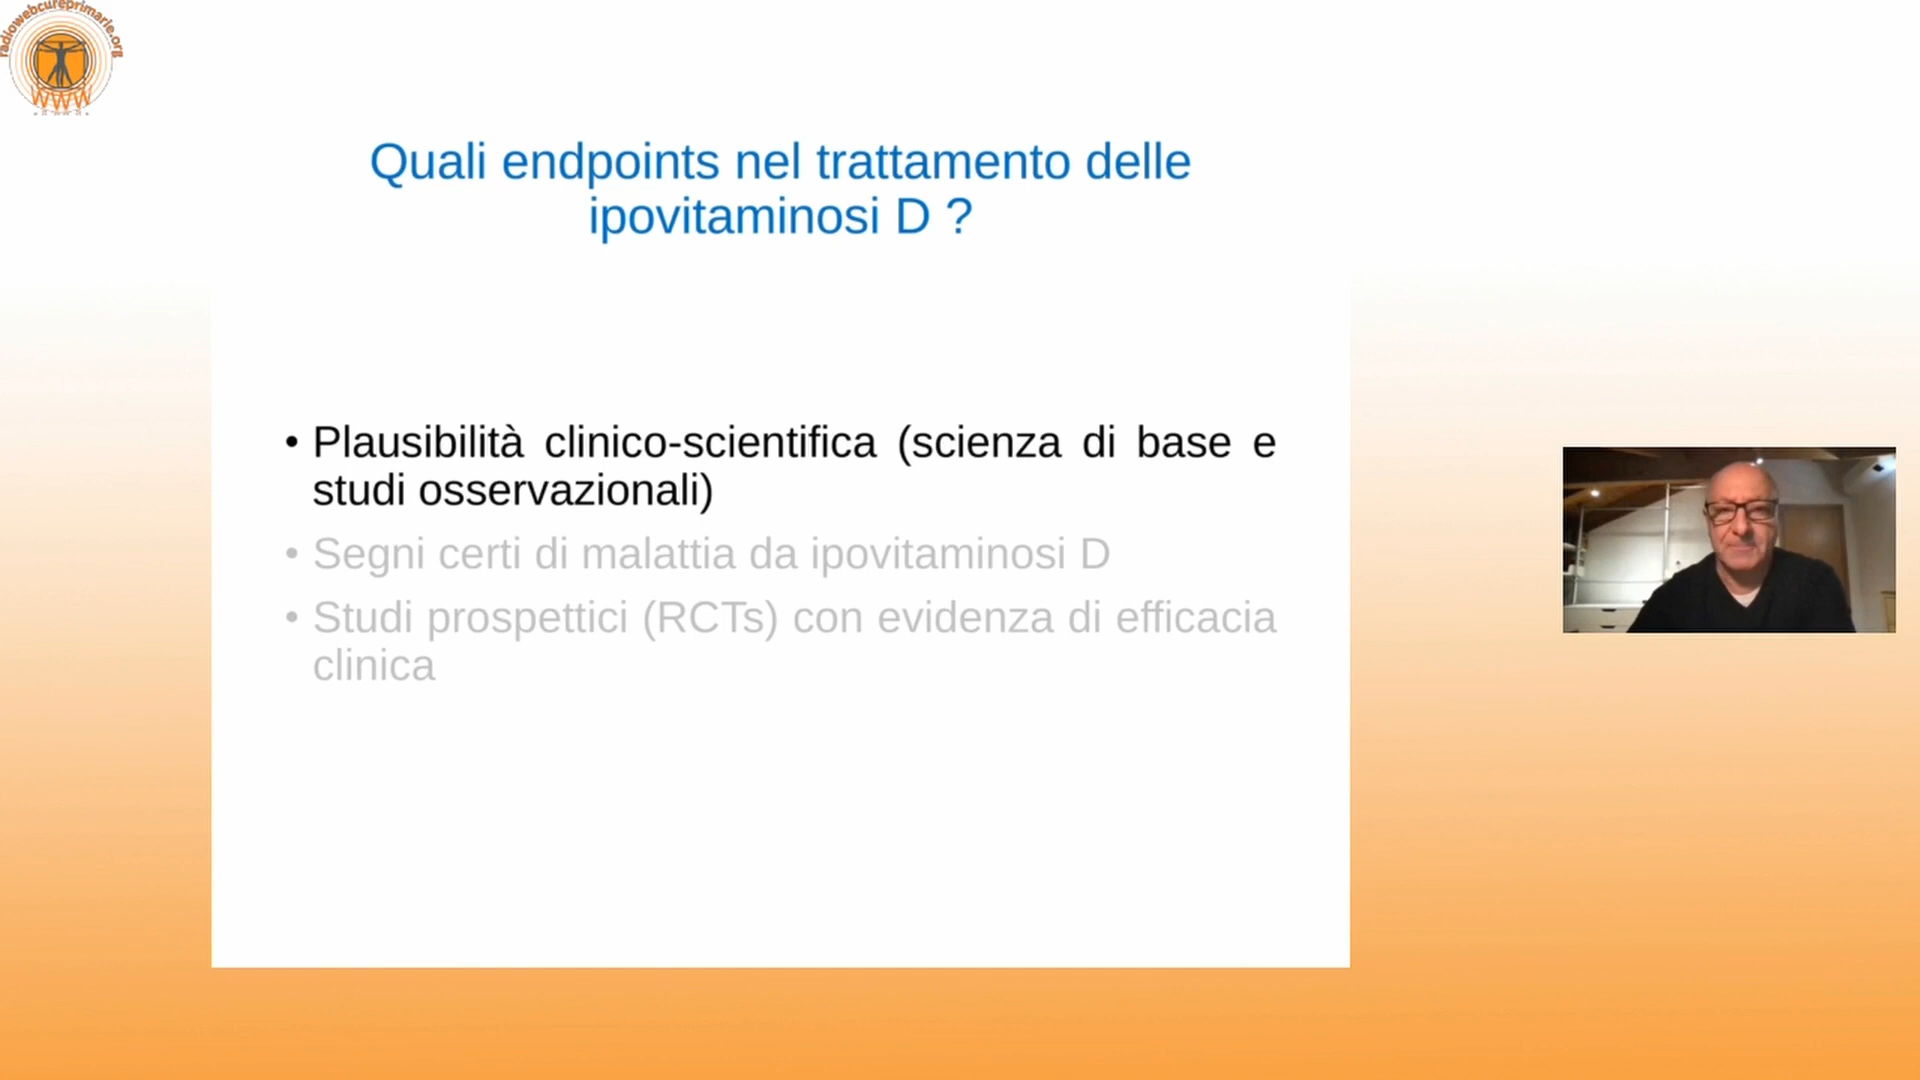 radiowebcureprimarie.org
WWW
Quali endpoints nel trattamento delle
ipovitaminosi D ?
• Plausibilità clinico-scientifica (scienza di base e
studi osservazionali)
• Segni certi di malattia da ipovitaminosi D
• Studi prospettici (RCTs) con evidenza di efficacia
clinica